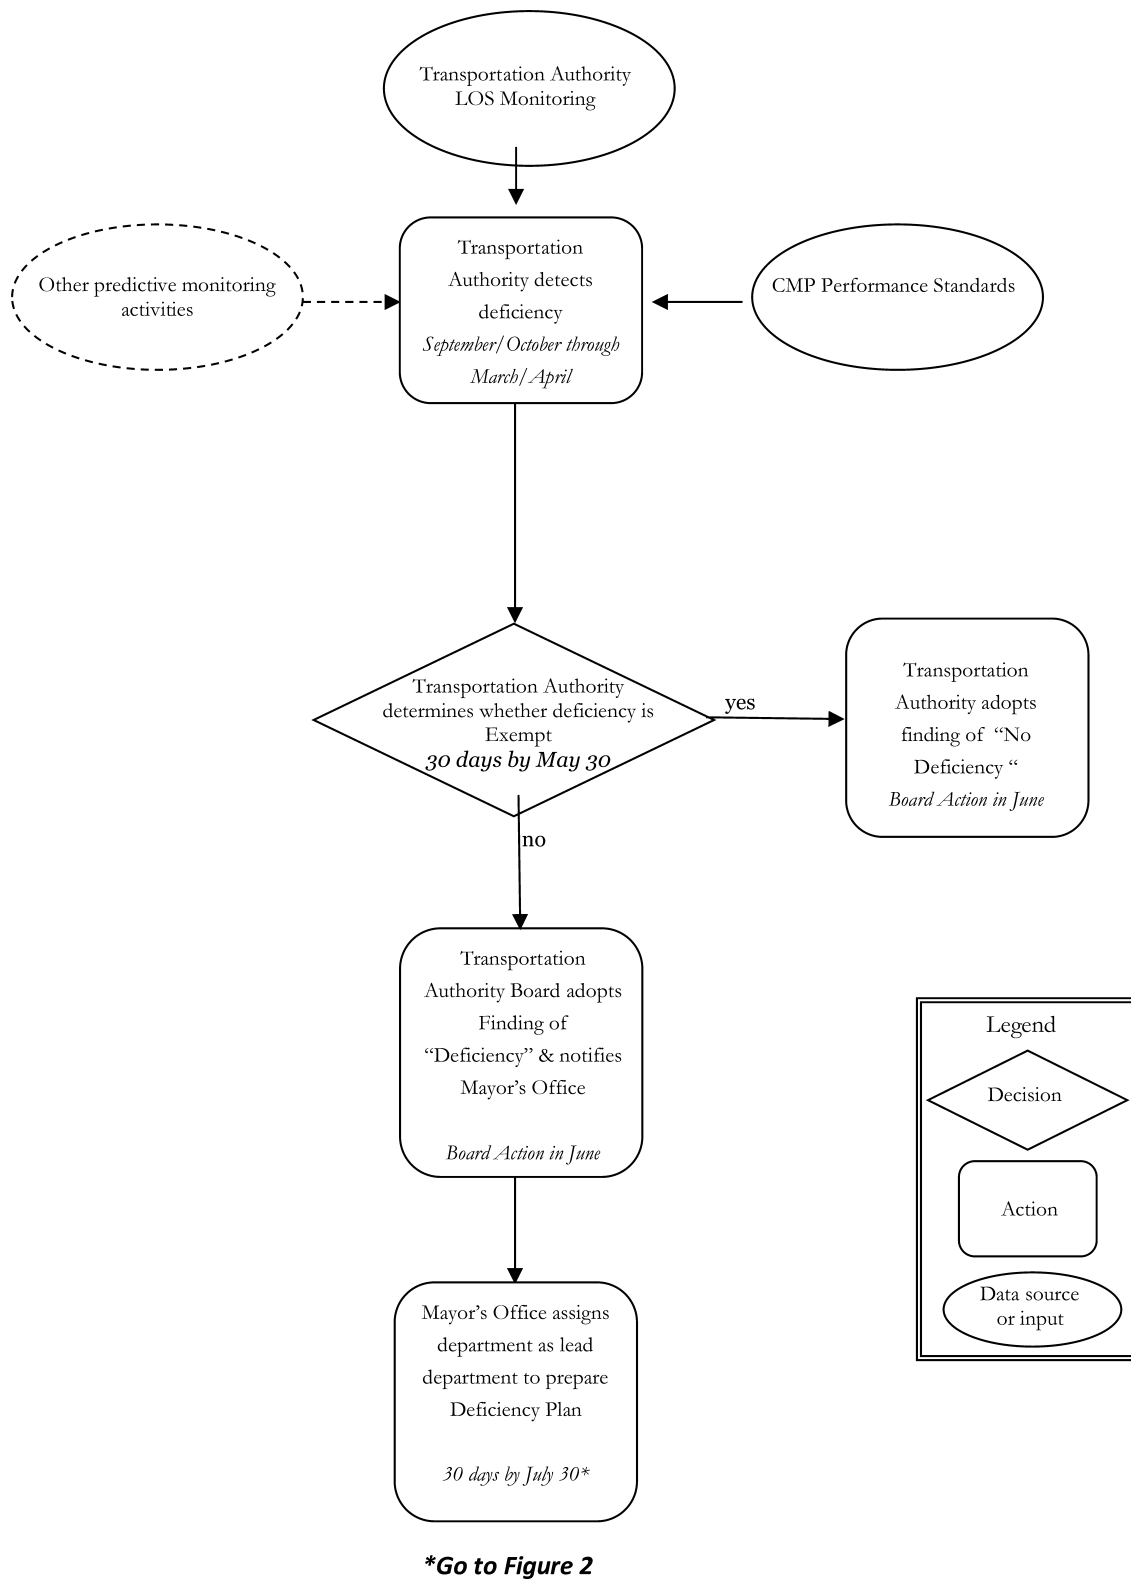 Transportation Authority
LOS Monitoring
Other predictive monitoring
activities
Transportation
Authority detects
deficiency
September/October through
March/April
CMP Performance Standards
Transportation Authority
determines whether deficiency is
Exempt
30 days by May 30
yes
Transportation
Authority adopts
finding of “No
Deficiency “
Board Action in June
no
Transportation
Authority Board adopts
Finding of
“Deficiency” & notifies
Mayor’s Office
Board Action in June
Legend
Decision
Action
Data source
or input
Mayor’s Office assigns
department as lead
department to prepare
Deficiency Plan
30 days by July 30*
*Go to Figure 2